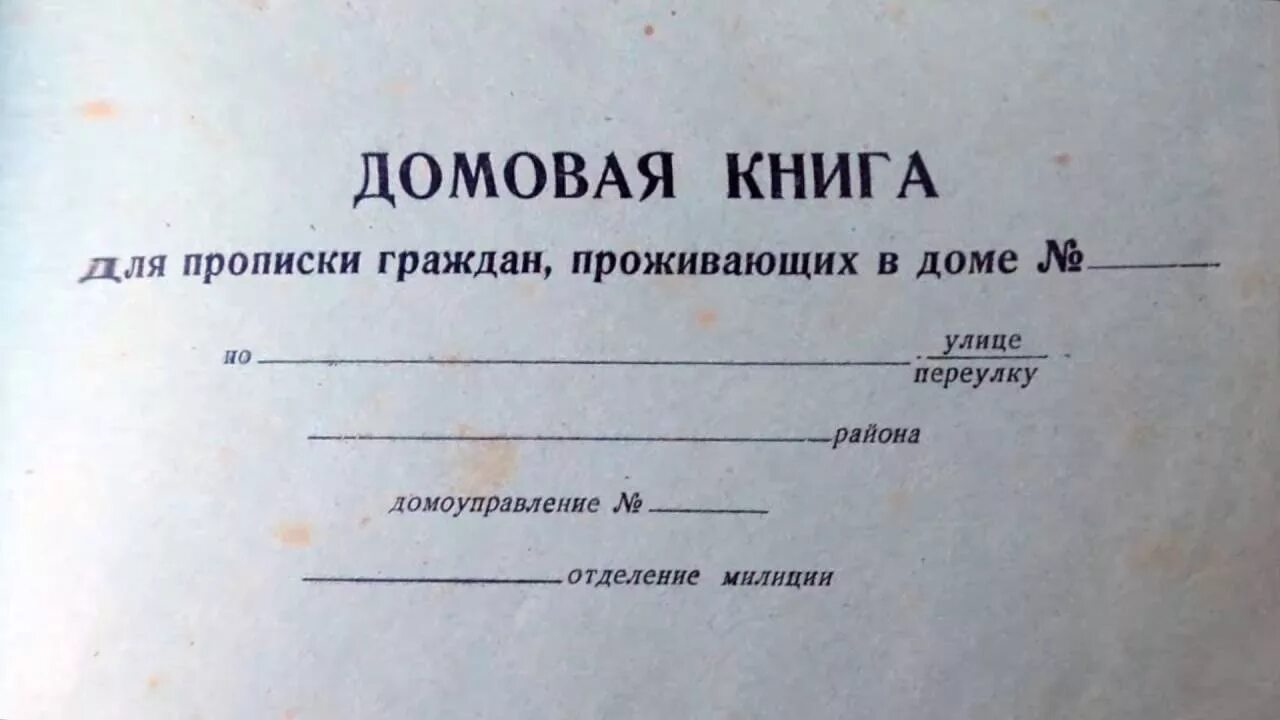 ДОМОВАЯ КНИГА
для прописки граждан, проживающих в доме №
по улице
переулку
района
домоуправление №
отделение милиции